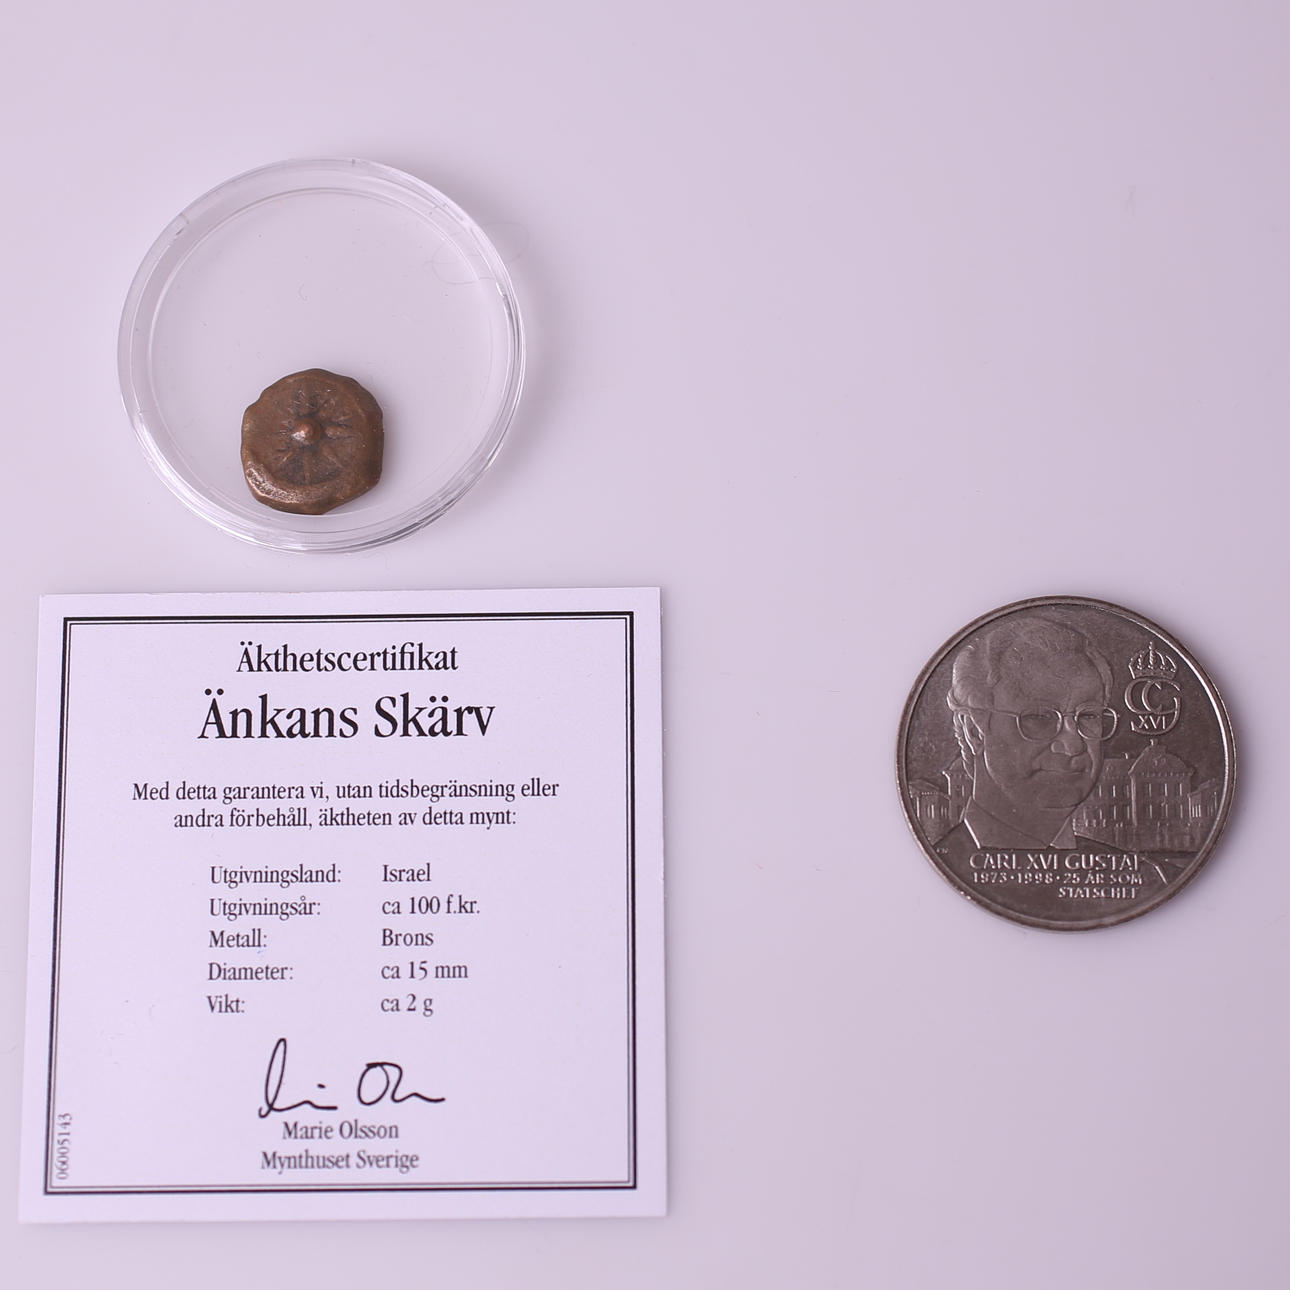 Äkthetscertifikat
Änkans Skärv
Med detta garantera vi, utan tidsbegränsning eller
andra förbehåll, äktheten av detta mynt:
Utgivningsland: Israel
Utgivningsår: ca 100 f.kr.
Metall: Brons
Diameter: ca 15 mm
Vikt: ca 2 g
Marie Olsson
Mynthuset Sverige
06005143
CG
XVI
CARL XVI GUSTAF
1973·1998·25 ÅR SOM
STATSCHEF